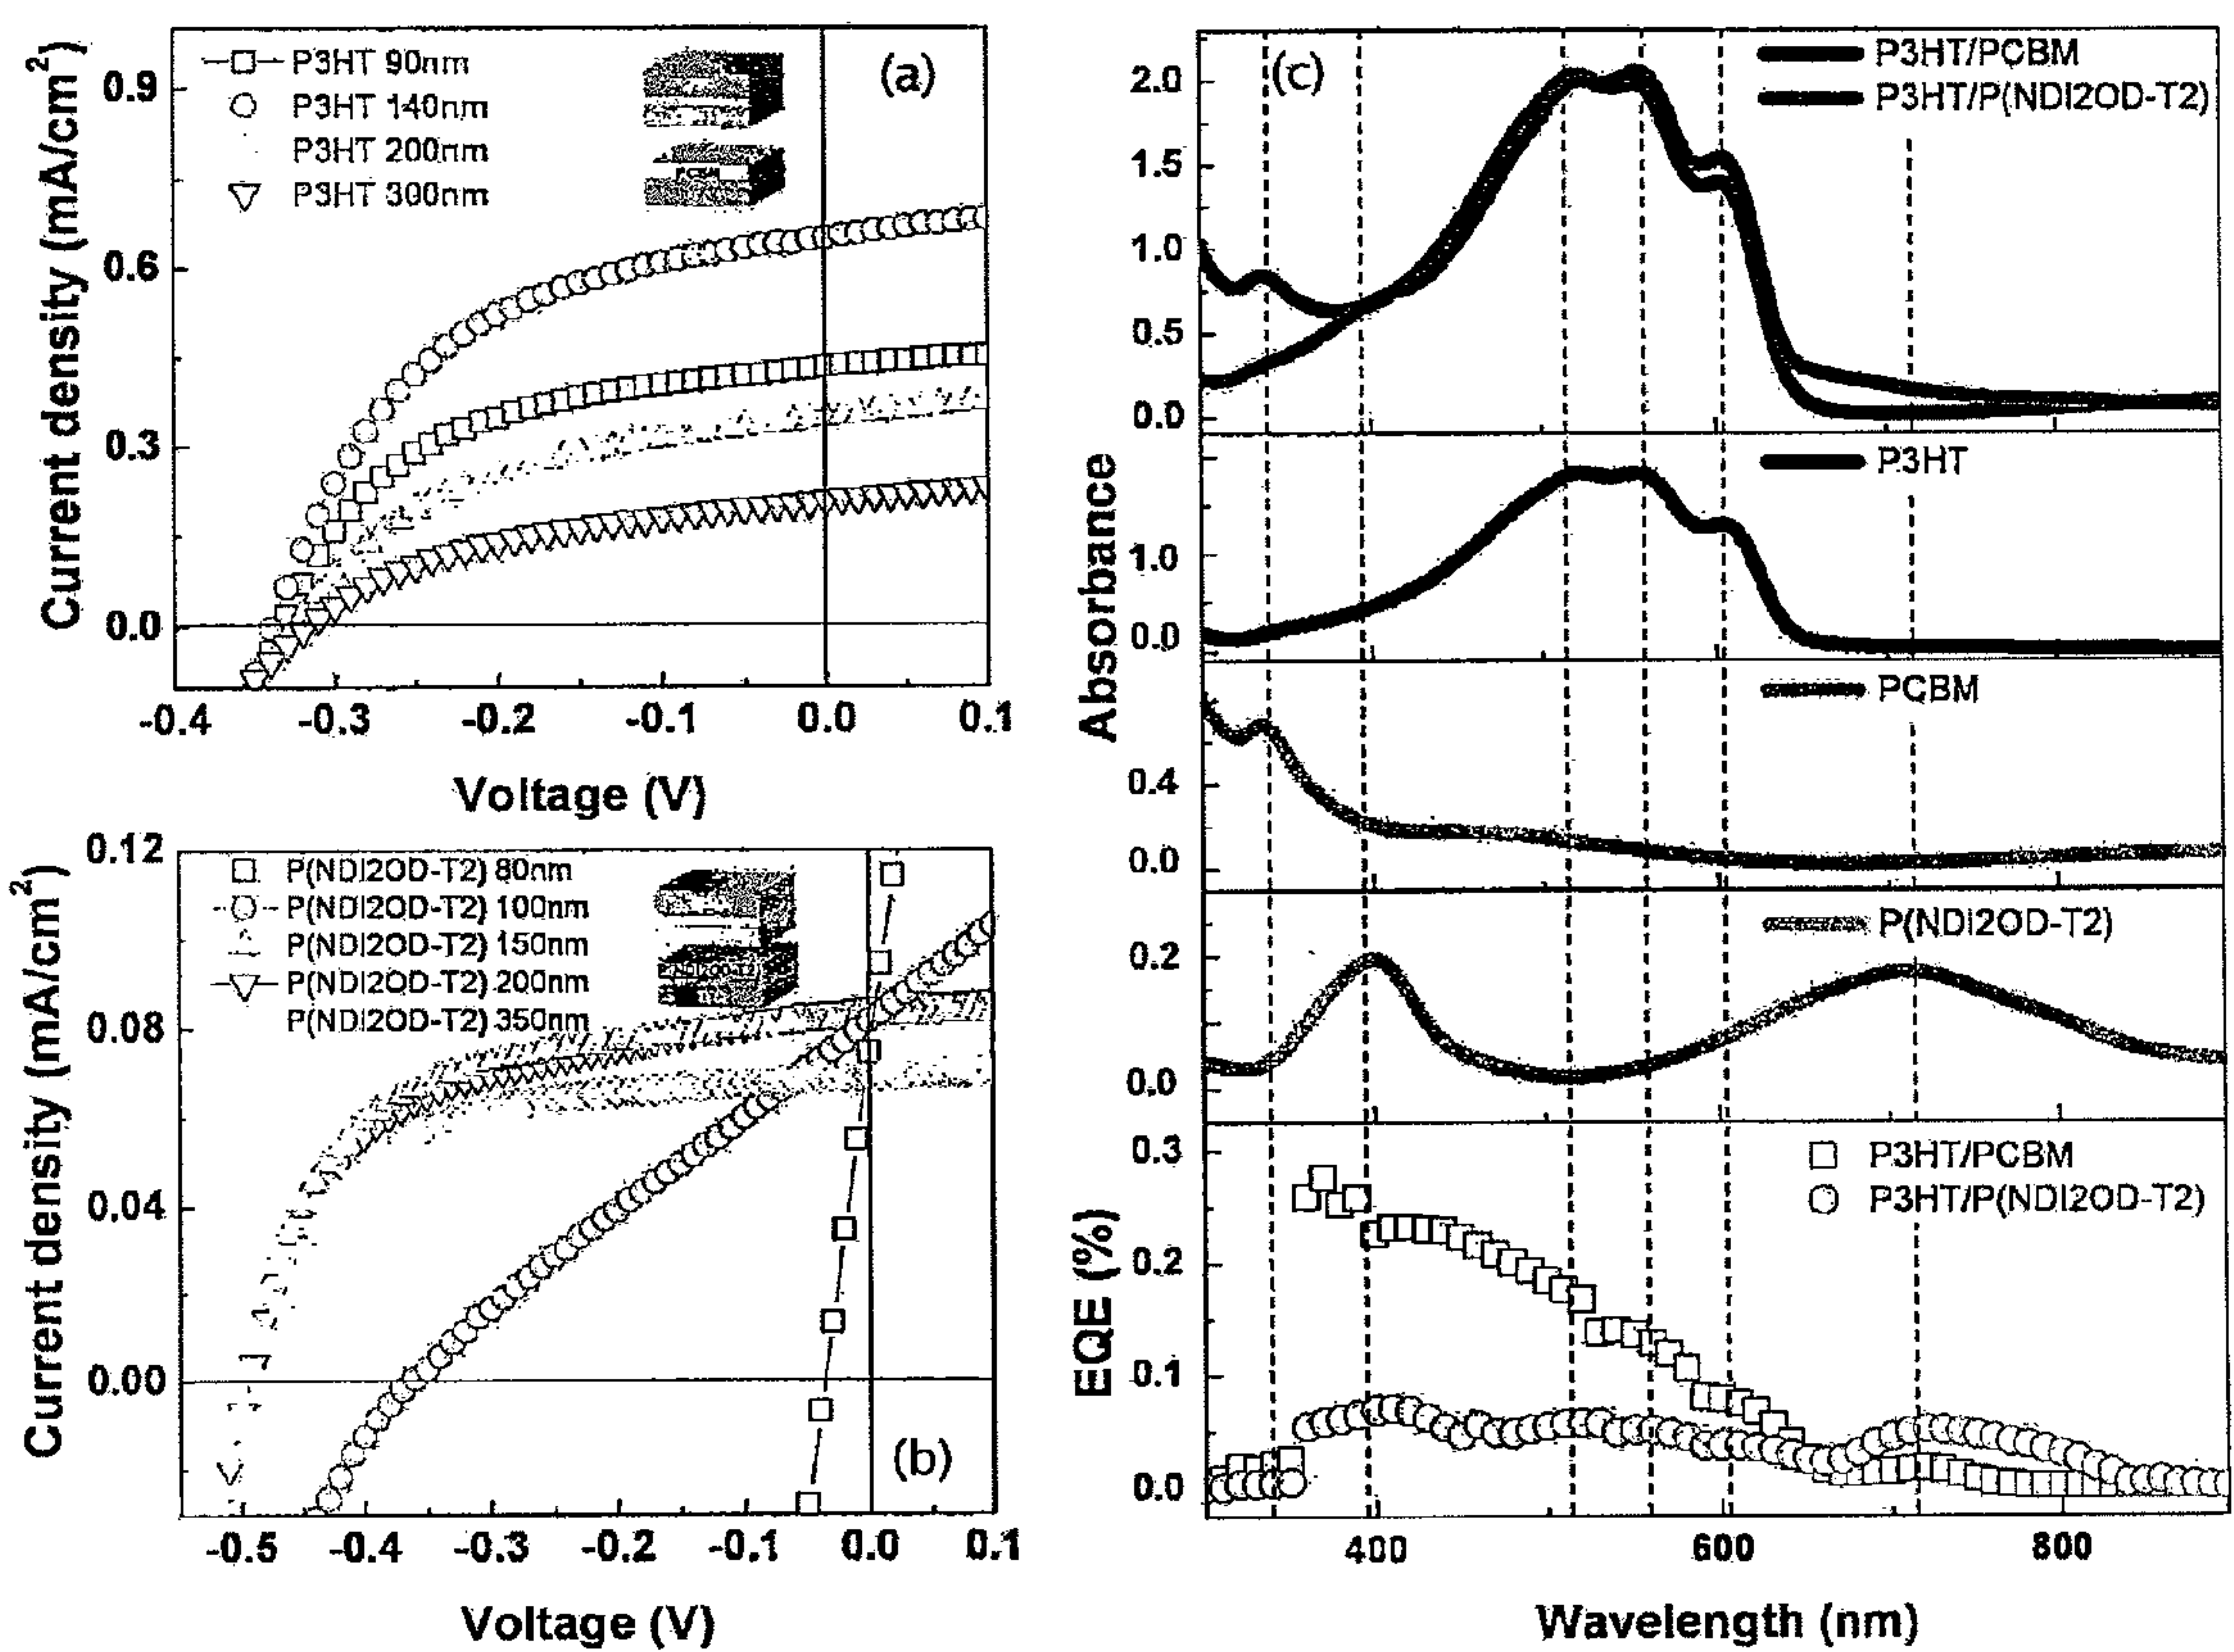 (a)
P3HT 90nm
P3HT 140nm
P3HT 200nm
P3HT 300nm
PCBM
Current density (mA/cm²)
0.9
0.6
0.3
0.0
-0.4 -0.3 -0.2 -0.1 0.0 0.1
Voltage (V)
(b)
P(NDI2OD-T2) 80nm
P(NDI2OD-T2) 100nm
P(NDI2OD-T2) 150nm
P(NDI2OD-T2) 200nm
P(NDI2OD-T2) 350nm
P(NDI2OD-T2)
Current density (mA/cm²)
0.12
0.08
0.04
0.00
-0.5 -0.4 -0.3 -0.2 -0.1 0.0 0.1
Voltage (V)
(c)
P3HT/PCBM
P3HT/P(NDI2OD-T2)
2.0
1.5
1.0
0.5
0.0
Absorbance
P3HT
1.0
0.0
PCBM
0.4
0.0
P(NDI2OD-T2)
0.2
0.0
P3HT/PCBM
P3HT/P(NDI2OD-T2)
EQE (%)
0.3
0.2
0.1
0.0
400 600 800
Wavelength (nm)